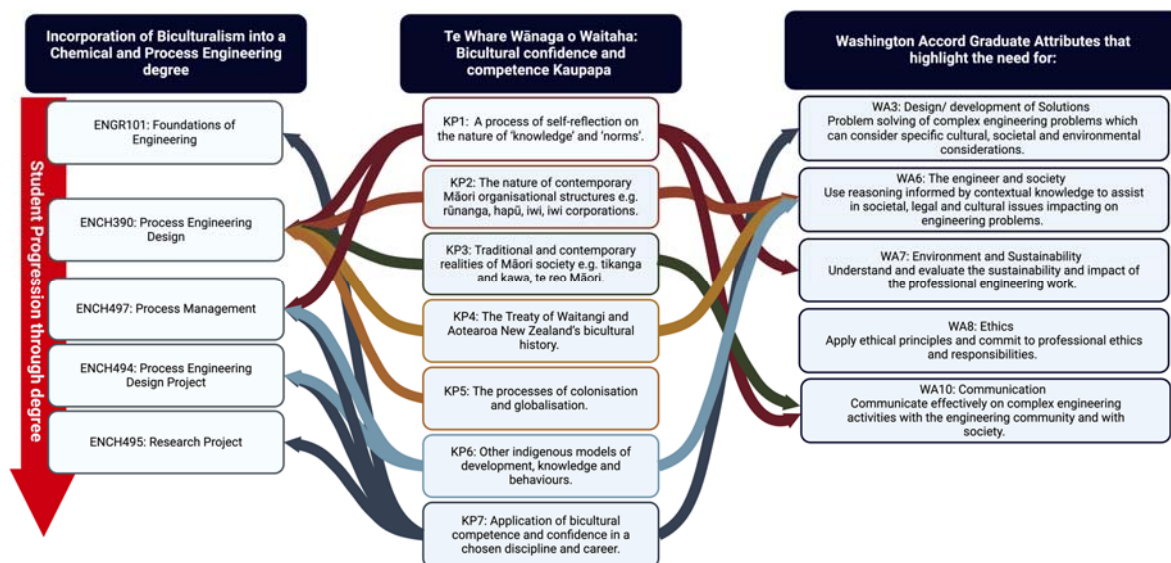 Incorporation of Biculturalism into a
Chemical and Process Engineering
degree
Student Progression through degree
ENGR101: Foundations of
Engineering
ENCH390: Process Engineering
Design
ENCH497: Process Management
ENCH494: Process Engineering
Design Project
ENCH495: Research Project
Te Whare Wānaga o Waitaha:
Bicultural confidence and
competence Kaupapa
KP1: A process of self-reflection on
the nature of ‘knowledge’ and ‘norms’.
KP2: The nature of contemporary
Māori organisational structures e.g.
rūnanga, hapū, iwi, iwi corporations.
KP3: Traditional and contemporary
realities of Māori society e.g. tikanga
and kawa, te reo Māori.
KP4: The Treaty of Waitangi and
Aotearoa New Zealand’s bicultural
history.
KP5: The processes of colonisation
and globalisation.
KP6: Other indigenous models of
development, knowledge and
behaviours.
KP7: Application of bicultural
competence and confidence in a
chosen discipline and career.
Washington Accord Graduate Attributes that
highlight the need for:
WA3: Design/ development of Solutions
Problem solving of complex engineering problems which
can consider specific cultural, societal and environmental
considerations.
WA6: The engineer and society
Use reasoning informed by contextual knowledge to assist
in societal, legal and cultural issues impacting on
engineering problems.
WA7: Environment and Sustainability
Understand and evaluate the sustainability and impact of
the professional engineering work.
WA8: Ethics
Apply ethical principles and commit to professional ethics
and responsibilities.
WA10: Communication
Communicate effectively on complex engineering
activities with the engineering community and with
society.